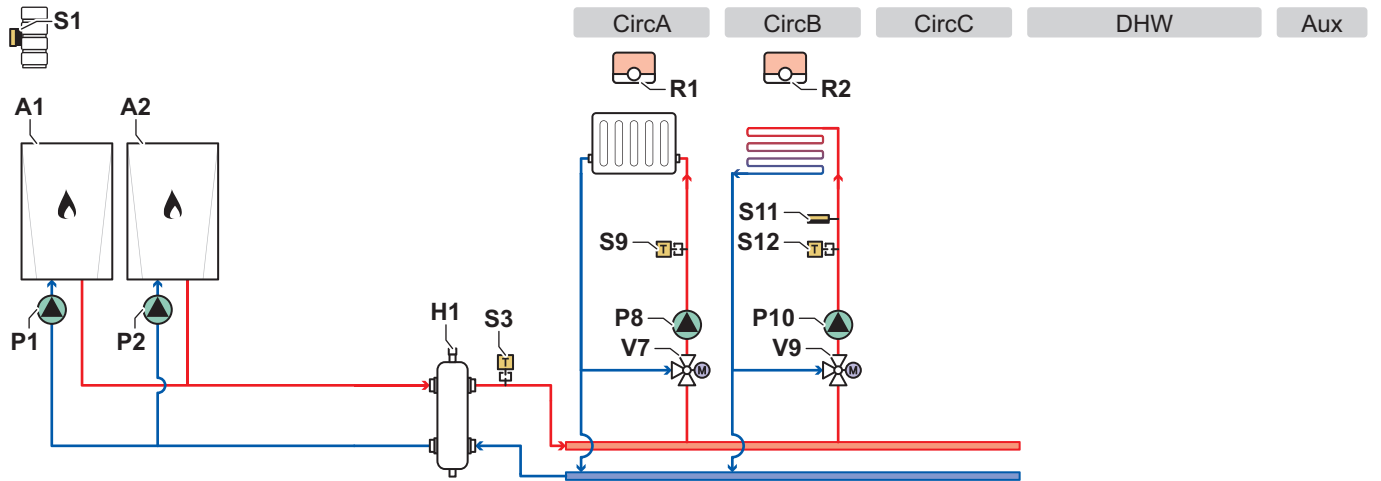 S1
CircA CircB CircC DHW Aux
R1 R2
A1 A2
S11
S9 T S12 T
P1 P2 H1 S3 P8 P10
T
V7 M V9 M